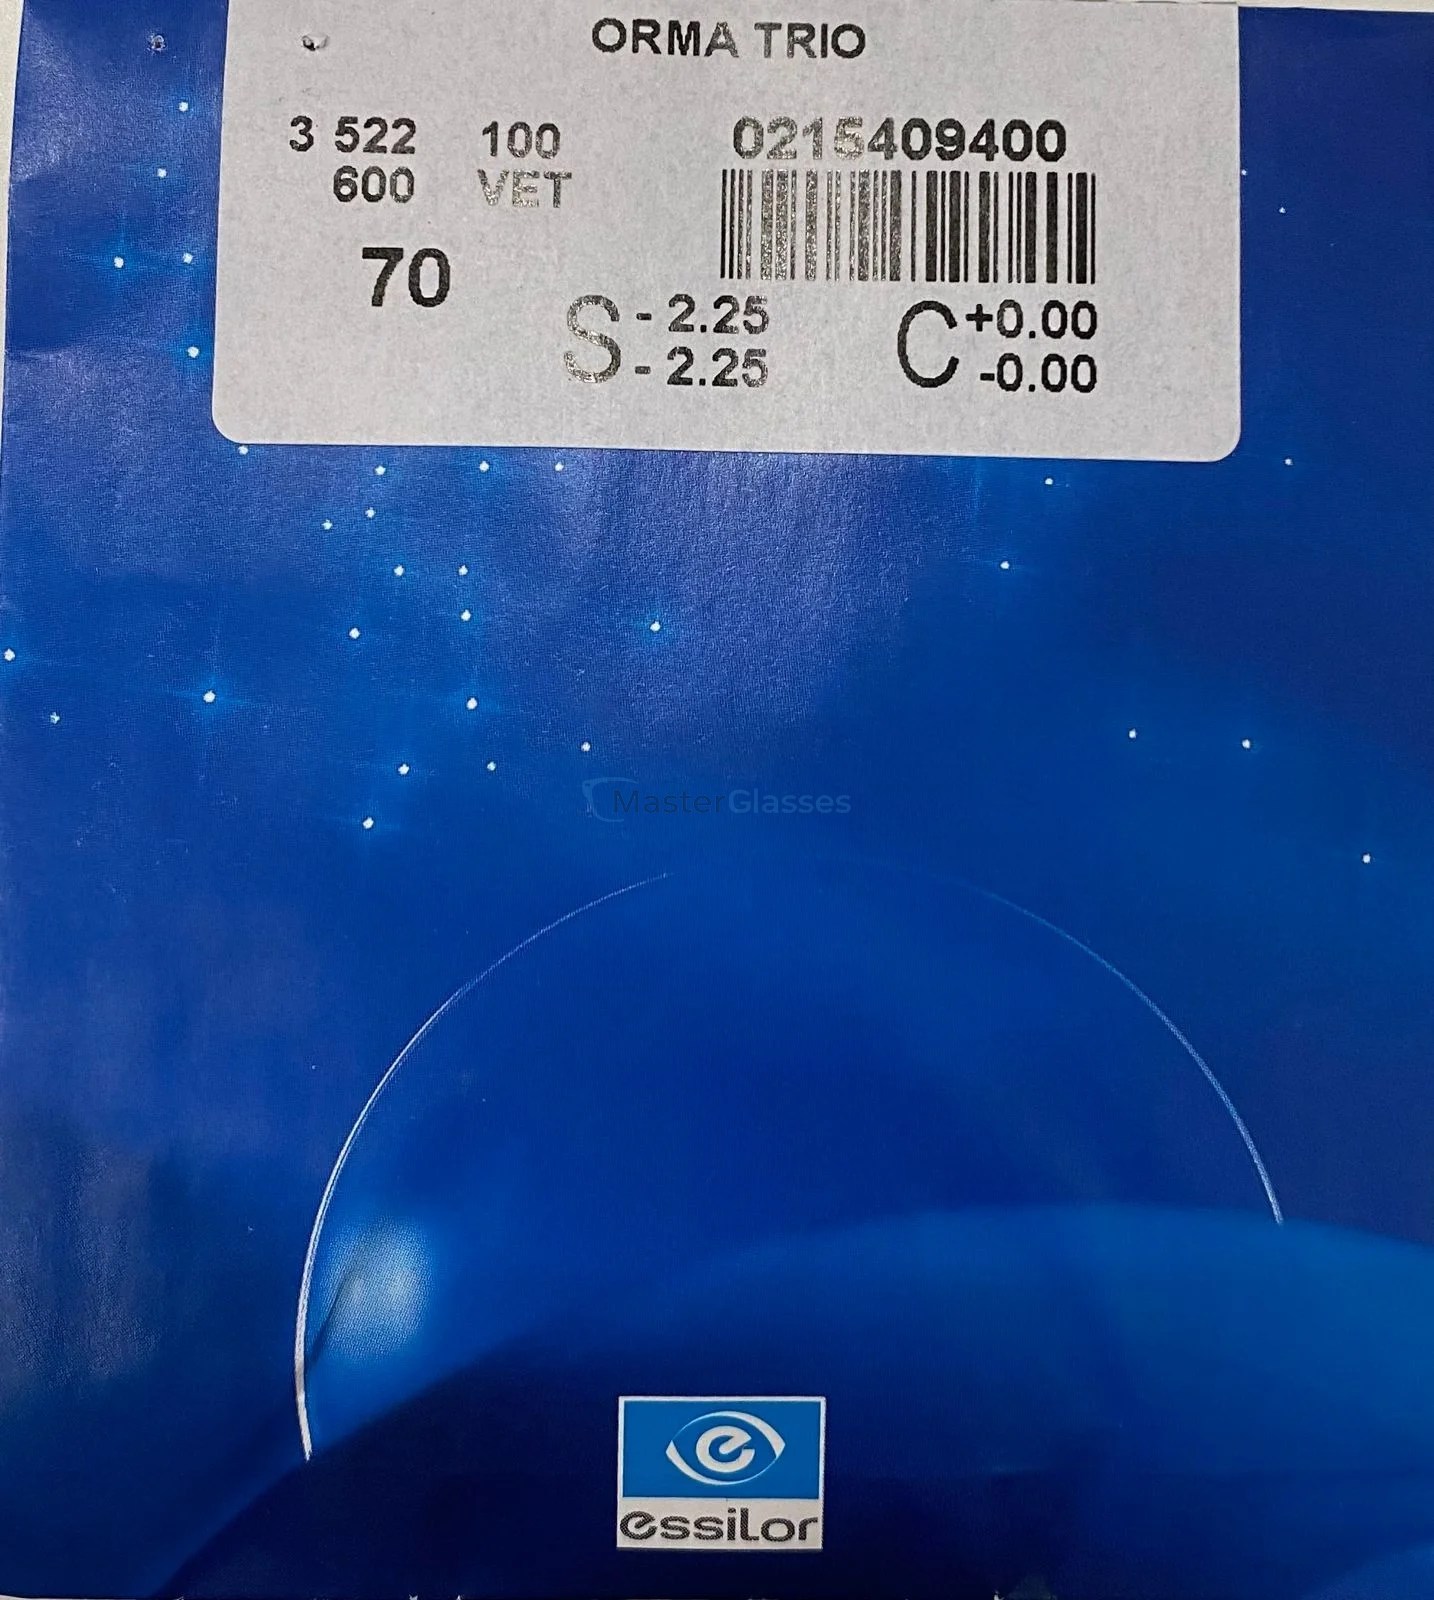 ORMA TRIO
3 522 100 0215409400
600 VET
70
S - 2.25 C +0.00
- 2.25 -0.00
MasterGlasses
e
essilor